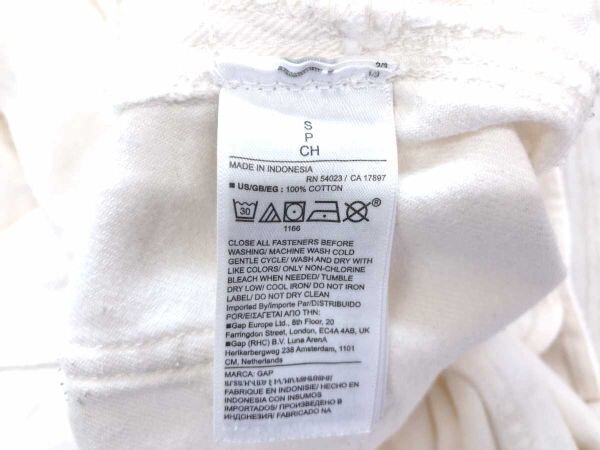 2/3
1/3
S
P
CH
MADE IN INDONESIA
RN 54023 / CA 17897
■ US/GB/EG: 100% COTTON
30
®
1166
CLOSE ALL FASTENERS BEFORE
WASHING/ MACHINE WASH COLD
GENTLE CYCLE/ WASH AND DRY WITH
LIKE COLORS/ ONLY NON-CHLORINE
BLEACH WHEN NEEDED/ TUMBLE
DRY LOW/ COOL IRON/ DO NOT IRON
LABEL/ DO NOT DRY CLEAN
Imported By/Importe Par/DISTRIBUIDO
POR/ΕΙΣΑΓΕΤΑΙ ΑΠΟ ΤΗΝ:
■Gap Europe Ltd., 8th Floor, 20
Farringdon Street, London, EC4A 4AB, UK
■Gap (RHC) B.V. Luna ArenA
Herikerbergweg 238 Amsterdam, 1101
CM, Netherlands
MARCA: GAP
FABRIQUE EN INDONESIE/ HECHO EN
INDONESIA CON INSUMOS
IMPORTADOS/ ПРОИЗВЕДЕНО В
ИНДОНЕЗИЯ/ FABRICADO NA